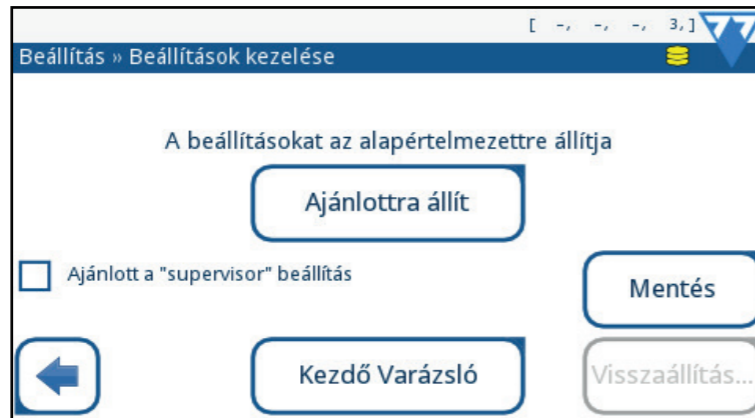 [ -, -, -, 3, ]
Beállítás » Beállítások kezelése
A beállításokat az alapértelmezettre állítja
Ajánlottra állít
Ajánlott a "supervisor" beállítás
Mentés
Kezdő Varázsló
Visszaállítás...